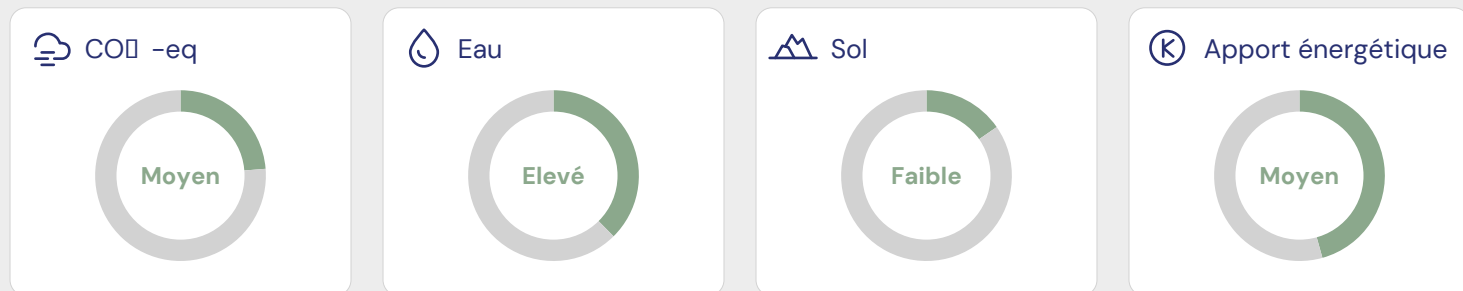 CO▯ -eq
Eau
Sol
Apport énergétique
Moyen
Elevé
Faible
Moyen